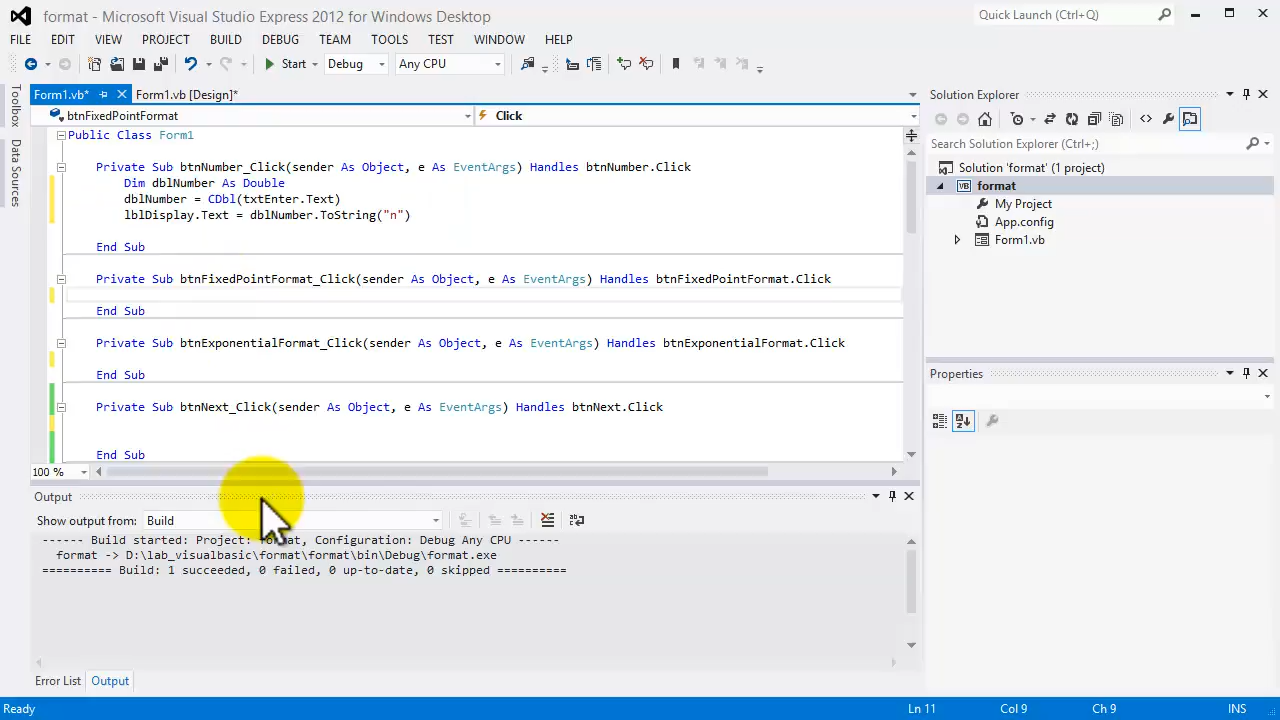 format - Microsoft Visual Studio Express 2012 for Windows Desktop
Quick Launch (Ctrl+Q)
FILE EDIT VIEW PROJECT BUILD DEBUG TEAM TOOLS TEST WINDOW HELP
Start Debug Any CPU
Toolbox
Data Sources
Form1.vb* Form1.vb [Design]*
btnFixedPointFormat Click
Public Class Form1
Private Sub btnNumber_Click(sender As Object, e As EventArgs) Handles btnNumber.Click
Dim dblNumber As Double
dblNumber = CDbl(txtEnter.Text)
lblDisplay.Text = dblNumber.ToString("n")
End Sub
Private Sub btnFixedPointFormat_Click(sender As Object, e As EventArgs) Handles btnFixedPointFormat.Click
End Sub
Private Sub btnExponentialFormat_Click(sender As Object, e As EventArgs) Handles btnExponentialFormat.Click
End Sub
Private Sub btnNext_Click(sender As Object, e As EventArgs) Handles btnNext.Click
End Sub
100 %
Output
Show output from: Build
------ Build started: Project: format, Configuration: Debug Any CPU ------
format -> D:\lab_visualbasic\format\format\bin\Debug\format.exe
========== Build: 1 succeeded, 0 failed, 0 up-to-date, 0 skipped ==========
Error List Output
Solution Explorer
Search Solution Explorer (Ctrl+;)
Solution 'format' (1 project)
VB format
My Project
App.config
Form1.vb
Properties
Ready Ln 11 Col 9 Ch 9 INS